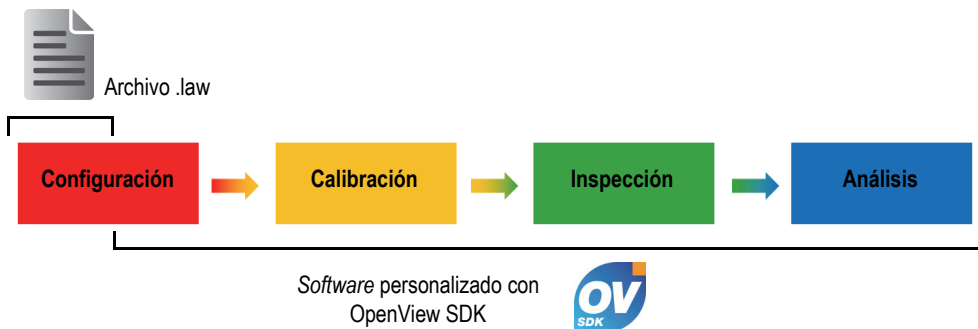 Archivo .law
Configuración
Calibración
Inspección
Análisis
Software personalizado con
OpenView SDK
OV
SDK